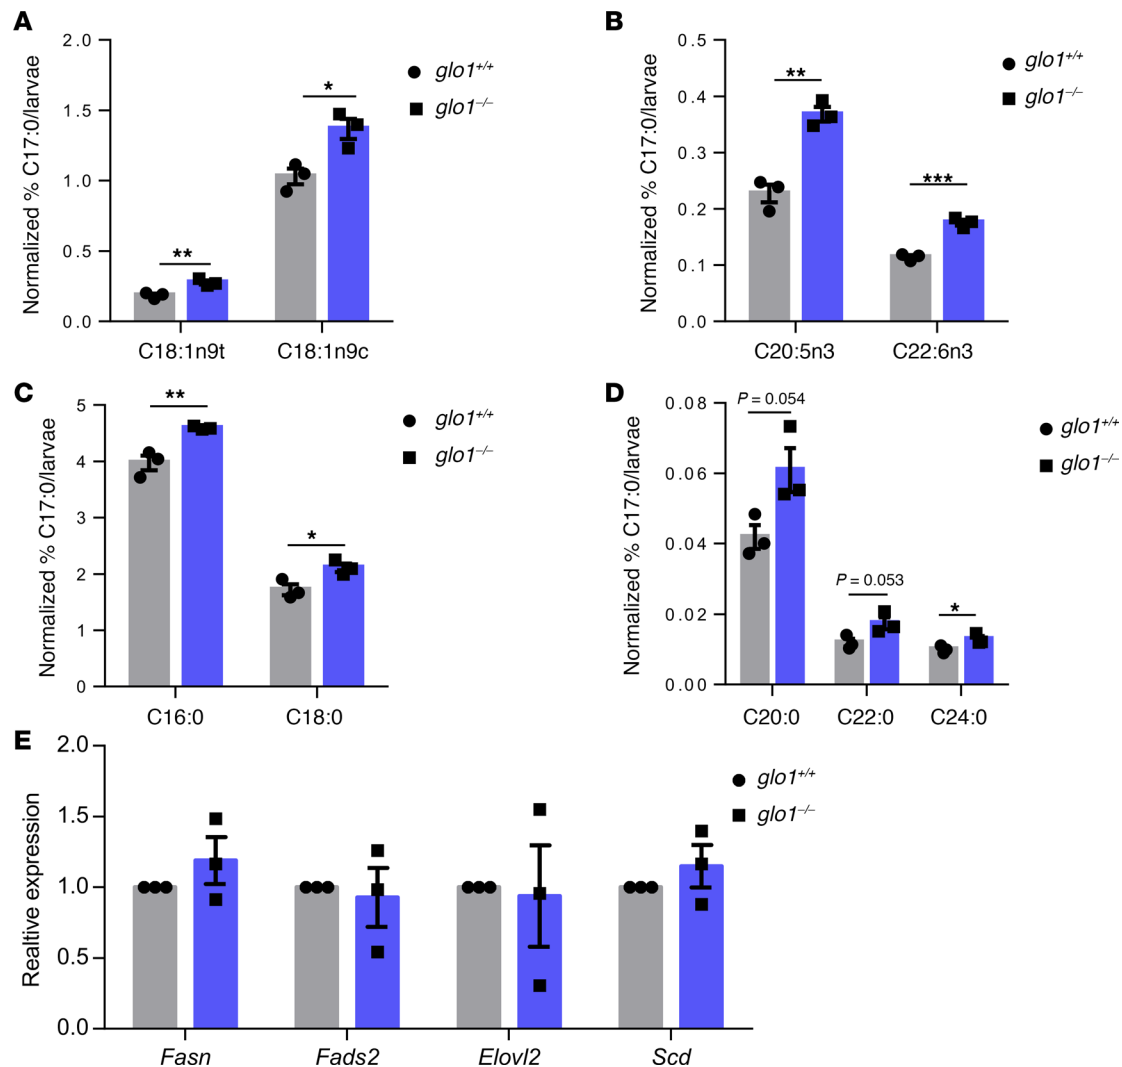 A
Normalized % C17:0/larvae
2.0
1.5
1.0
0.5
0.0
**
*
C18:1n9t
C18:1n9c
glo1+/+
glo1−/−
B
Normalized % C17:0/larvae
0.5
0.4
0.3
0.2
0.1
0.0
**
***
C20:5n3
C22:6n3
glo1+/+
glo1−/−
C
Normalized % C17:0/larvae
5
4
3
2
1
0
**
*
C16:0
C18:0
glo1+/+
glo1−/−
D
Normalized % C17:0/larvae
0.08
0.06
0.04
0.02
0.00
P = 0.054
P = 0.053
*
C20:0
C22:0
C24:0
glo1+/+
glo1−/−
E
Realtive expression
2.0
1.5
1.0
0.5
0.0
Fasn
Fads2
Elovl2
Scd
glo1+/+
glo1−/−